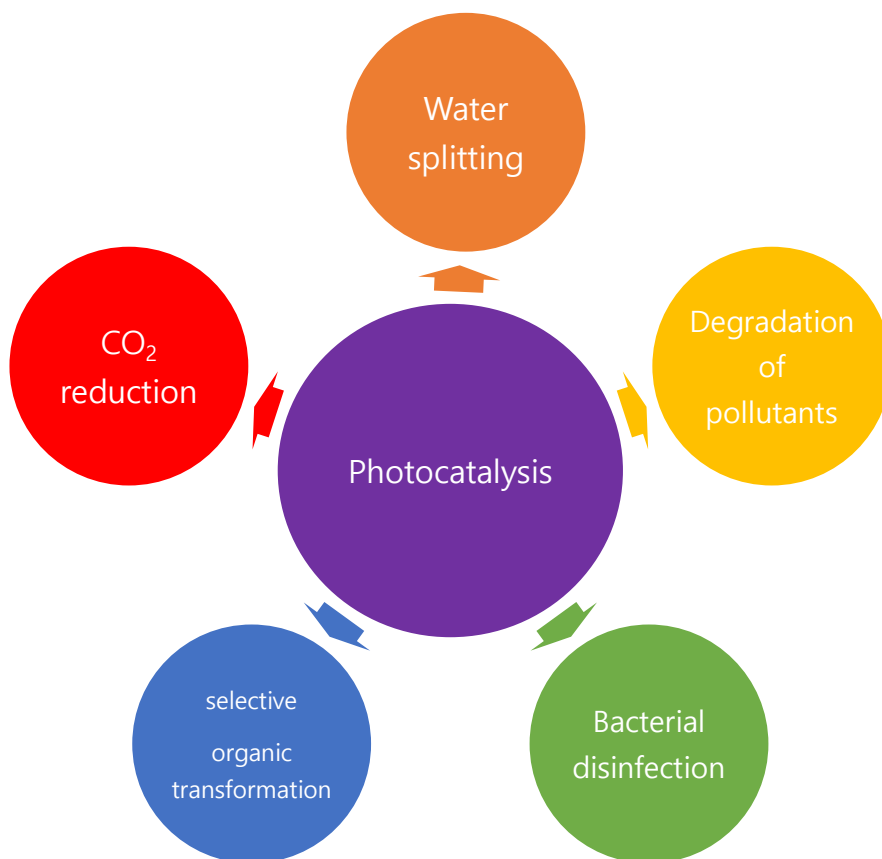 Water
splitting
CO₂
reduction
Degradation
of
pollutants
Photocatalysis
selective
organic
transformation
Bacterial
disinfection